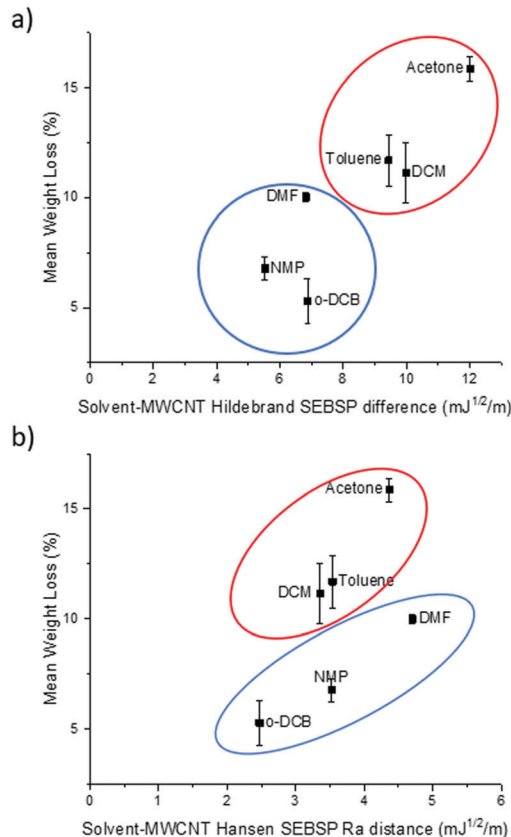 a)
Mean Weight Loss (%)
15
10
5
Acetone
Toluene
DCM
DMF
NMP
o-DCB
0 2 4 6 8 10 12
Solvent-MWCNT Hildebrand SEBSP difference (mJ1/2/m)
b)
Mean Weight Loss (%)
15
10
5
Acetone
Toluene
DCM
DMF
NMP
o-DCB
0 1 2 3 4 5 6
Solvent-MWCNT Hansen SEBSP Ra distance (mJ1/2/m)